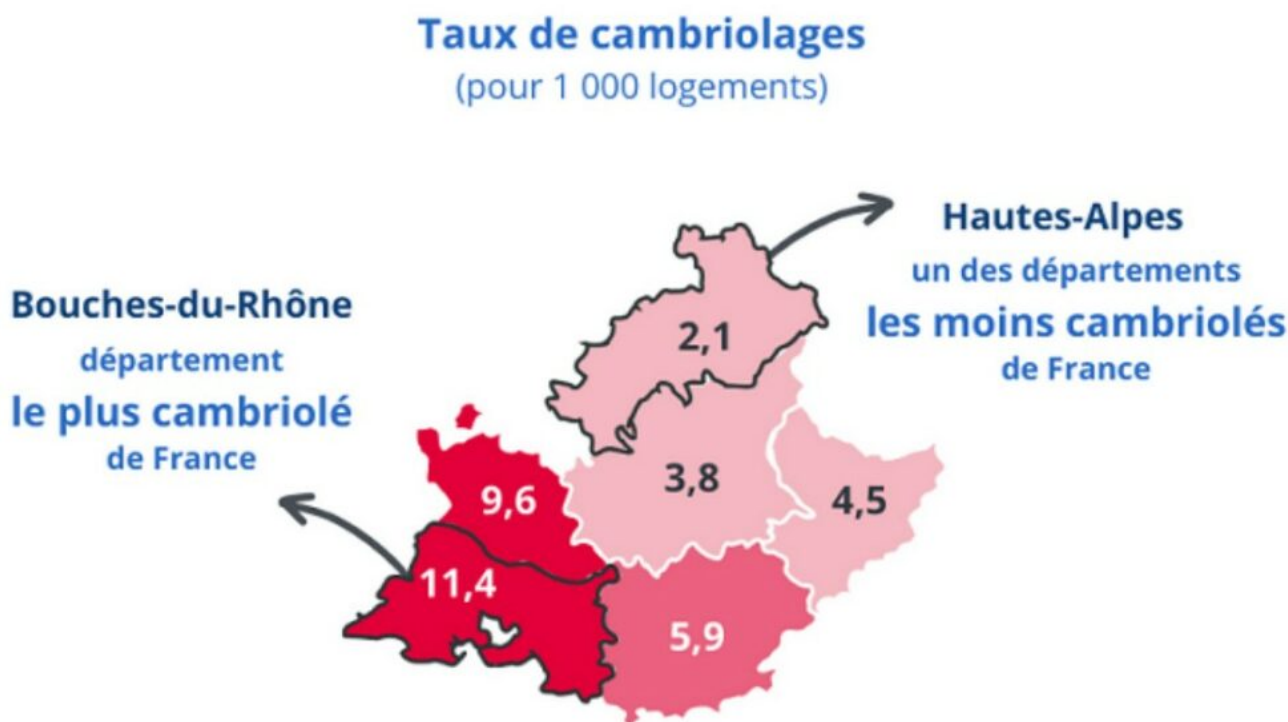 Taux de cambriolages
(pour 1 000 logements)
Hautes-Alpes
un des départements
les moins cambriolés
de France
Bouches-du-Rhône
département
le plus cambriolé
de France
2,1
3,8
4,5
9,6
11,4
5,9